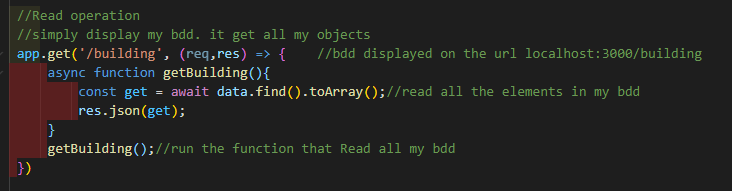 //Read operation
//simply display my bdd. it get all my objects
app.get('/building', (req,res) => {    //bdd displayed on the url localhost:3000/building
    async function getBuilding(){
        const get = await data.find().toArray();//read all the elements in my bdd
        res.json(get);
    }
    getBuilding();//run the function that Read all my bdd
})